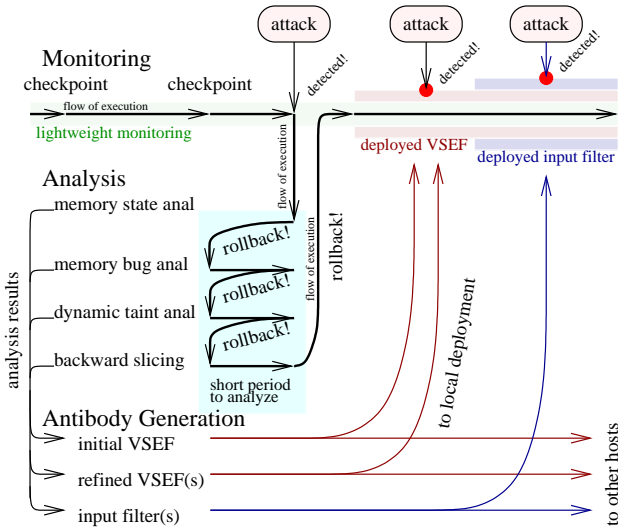 attack
attack
attack
Monitoring
detected!
detected!
detected!
checkpoint
checkpoint
flow of execution
lightweight monitoring
deployed VSEF
deployed input filter
flow of execution
Analysis
memory state anal
rollback!
memory bug anal
rollback!
dynamic taint anal
rollback!
backward slicing
flow of execution
rollback!
short period
to analyze
analysis results
to local deployment
Antibody Generation
initial VSEF
refined VSEF(s)
input filter(s)
to other hosts